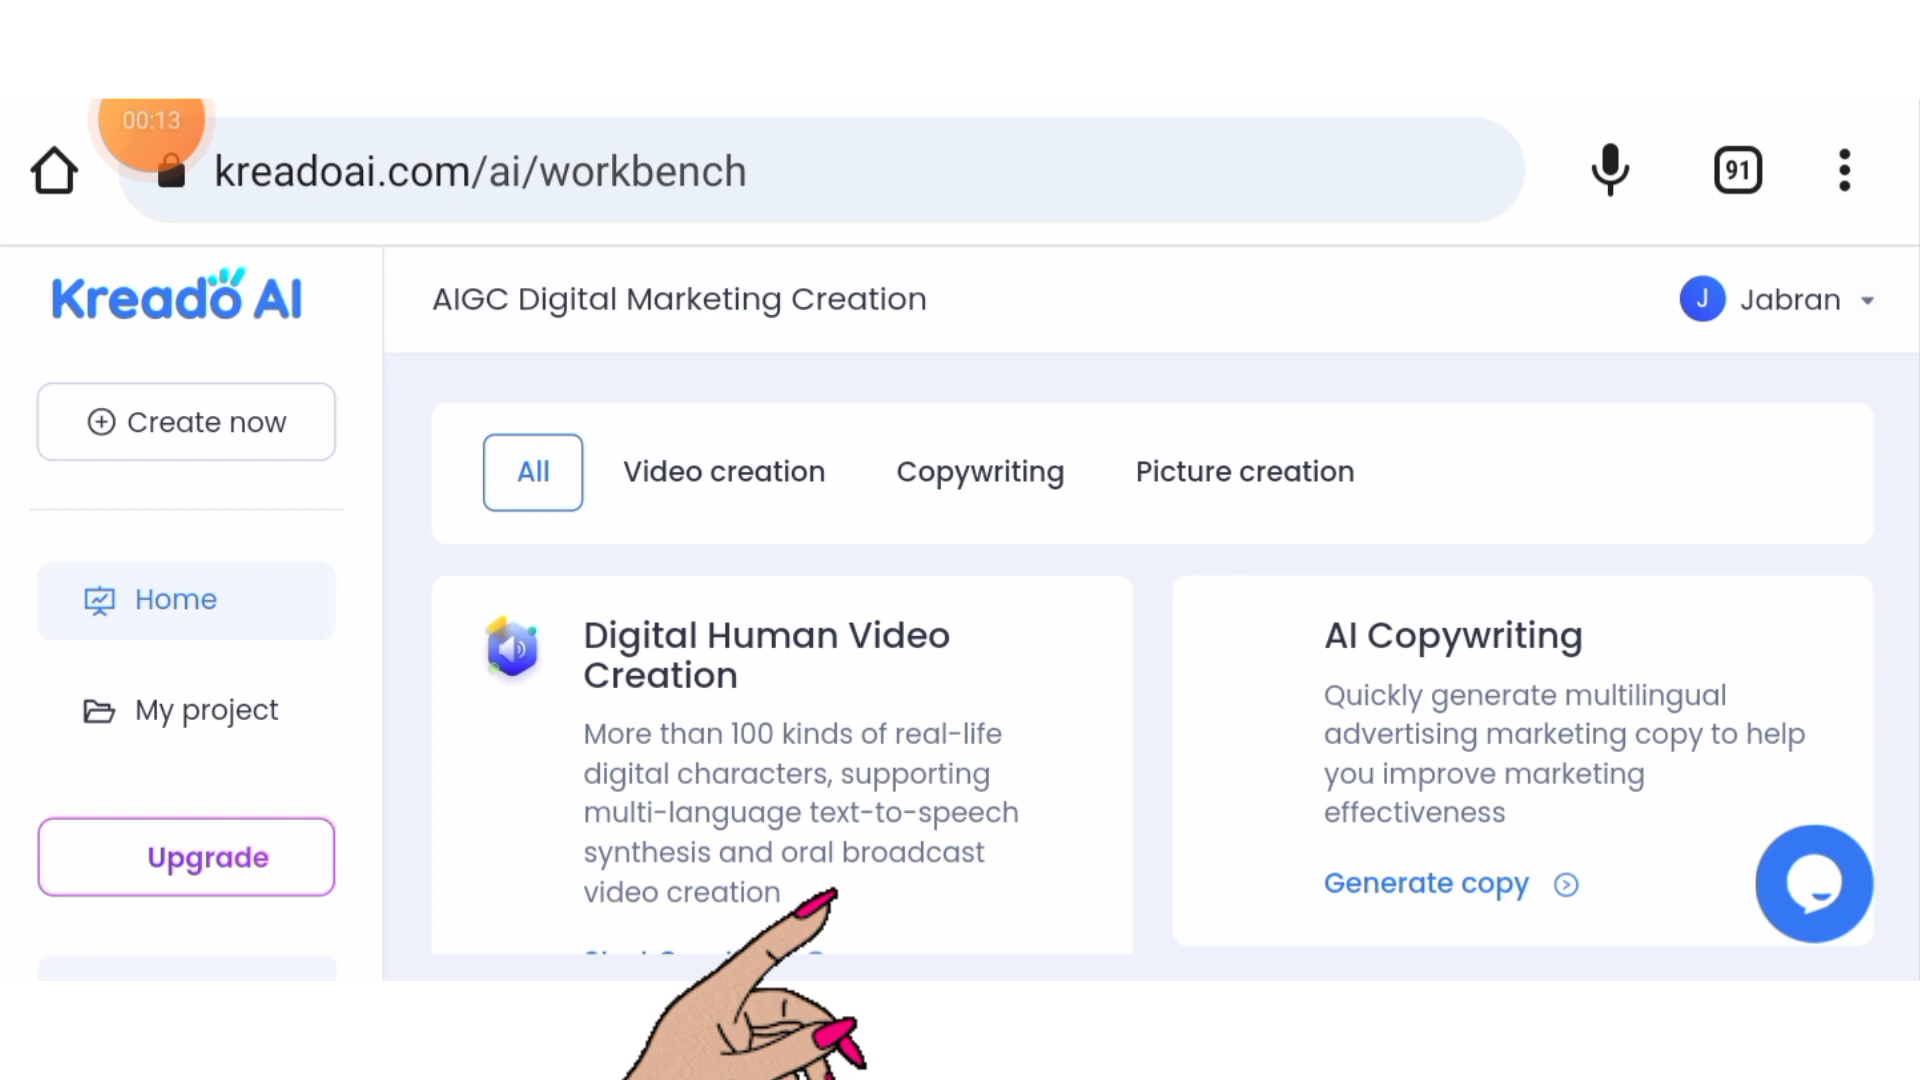 00:13
kreadoai.com/ai/workbench
91
Kreado AI
AIGC Digital Marketing Creation
J Jabran
Create now
All Video creation Copywriting Picture creation
Home
My project
Upgrade
Digital Human Video
Creation
More than 100 kinds of real-life
digital characters, supporting
multi-language text-to-speech
synthesis and oral broadcast
video creation
AI Copywriting
Quickly generate multilingual
advertising marketing copy to help
you improve marketing
effectiveness
Generate copy